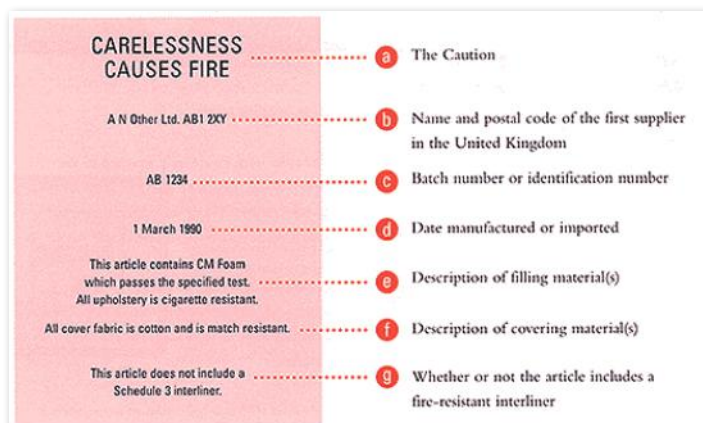 CARELESSNESS
CAUSES FIRE
a The Caution
A N Other Ltd. AB1 2XY
b Name and postal code of the first supplier
in the United Kingdom
AB 1234
c Batch number or identification number
1 March 1990
d Date manufactured or imported
This article contains CM Foam
which passes the specified test.
All upholstery is cigarette resistant.
e Description of filling material(s)
All cover fabric is cotton and is match resistant.
f Description of covering material(s)
This article does not include a
Schedule 3 interliner.
g Whether or not the article includes a
fire-resistant interliner